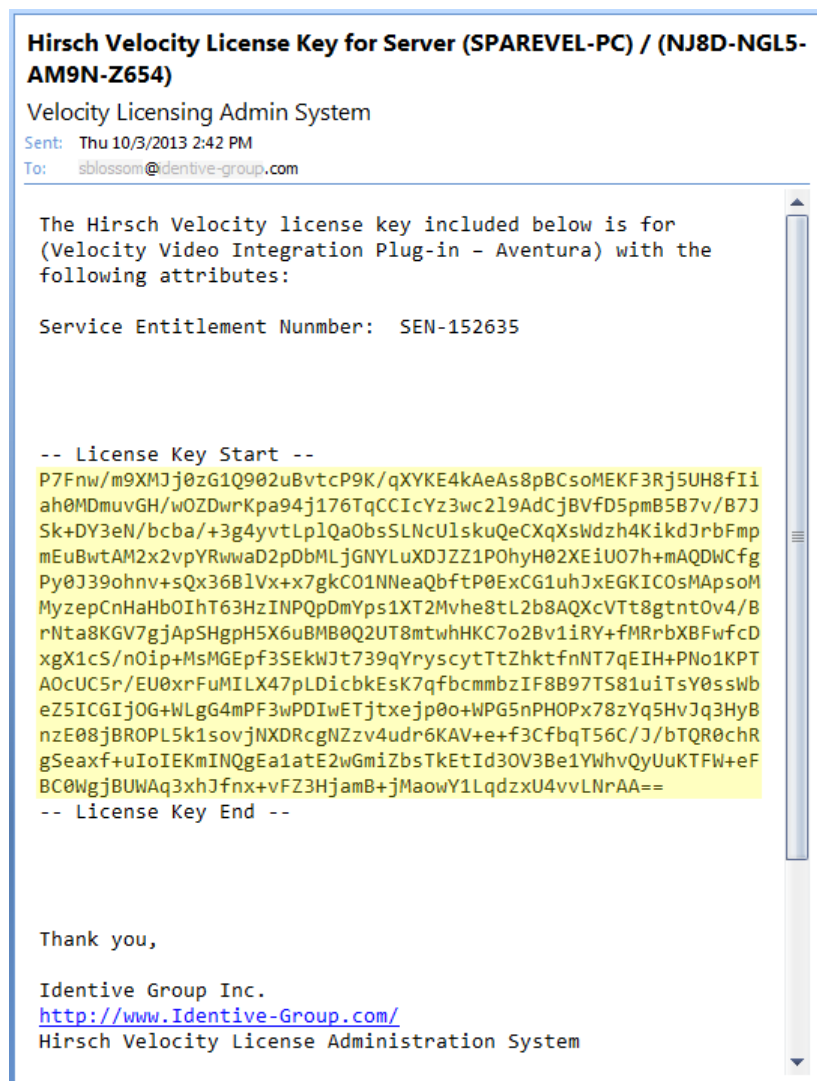 Hirsch Velocity License Key for Server (SPAREVEL-PC) / (NJ8D-NGL5-
AM9N-Z654)
Velocity Licensing Admin System
Sent: Thu 10/3/2013 2:42 PM
To: sblossom@identive-group.com
The Hirsch Velocity license key included below is for
(Velocity Video Integration Plug-in – Aventura) with the
following attributes:
Service Entitlement Nunmber: SEN-152635
-- License Key Start --
P7Fnw/m9XMJj0zG1Q902uBvtcP9K/qXYKE4kAeAs8pBCsoMEKF3Rj5UH8fIi
ah0MDmuvGH/wOZDwrKpa94j176TqCCIcYz3wc2l9AdCjBVfD5pmB5B7v/B7J
Sk+DY3eN/bcba/+3g4yvtLplQaObsSLNcUlskuQeCXqXsWdzh4KikdJrbFmp
mEuBwtAM2x2vpYRwwaD2pDbMLjGNYLuXDJZZ1POhyH02XEiUO7h+mAQDWCfg
Py0J39ohnv+sQx36BlVx+x7gkCO1NNeaQbftP0ExCG1uhJxEGKICOsMApsoM
MyzepCnHaHbOIhT63HzINPQpDmYps1XT2Mvhe8tL2b8AQXcVTt8gtntOv4/B
rNta8KGV7gjApSHgpH5X6uBMB0Q2UT8mtwhHKC7o2Bv1iRY+fMRrbXBFwfcD
xgX1cS/nOip+MsMGEpf3SEkWJt739qYryscytTtZhktfnNT7qEIH+PNo1KPT
AOcUC5r/EU0xrFuMILX47pLDicbkEsK7qfbcmmbzIF8B97TS81uiTsY0ssWb
eZ5ICGIjOG+WLgG4mPF3wPDIwETjtxejp0o+WPG5nPHOPx78zYq5HvJq3HyB
nzE08jBROPL5k1sovjNXDRcgNZzv4udr6KAV+e+f3CfbqT56C/J/bTQR0chR
gSeaxf+uIoIEKmINQgEa1atE2wGmiZbsTkEtId3OV3Be1YWhvQyUuKTFW+eF
BC0WgjBUWAq3xhJfnx+vFZ3HjamB+jMaowY1LqdzxU4vvLNrAA==
-- License Key End --
Thank you,
Identive Group Inc.
http://www.Identive-Group.com/
Hirsch Velocity License Administration System